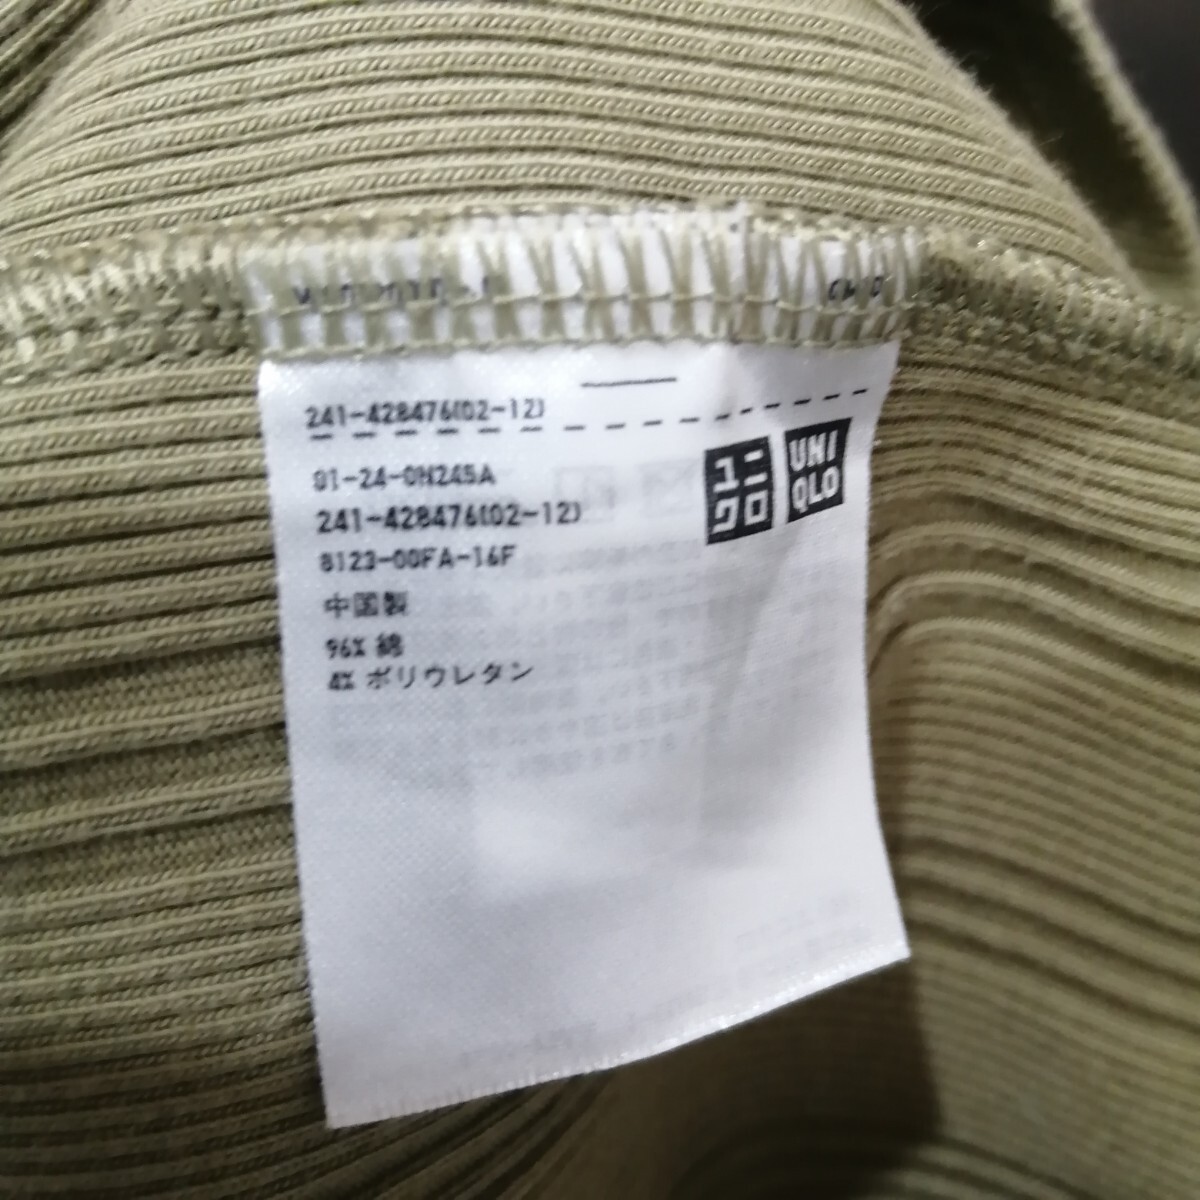 241-428476(02-12)
01-24-0N245A
241-428476(02-12)
8123-00FA-16F
中国製
96% 綿
4% ポリウレタン
ユニ
クロ
UNI
QLO